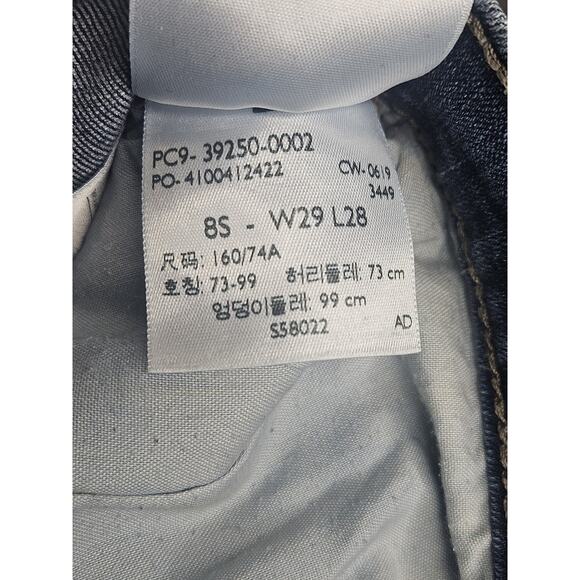 PC9- 39250-0002
PO- 4100412422 CW- 0619
3449
8S - W29 L28
尺码: 160/74A
호칭: 73-99 허리둘레: 73 cm
엉덩이둘레: 99 cm
S58022 AD